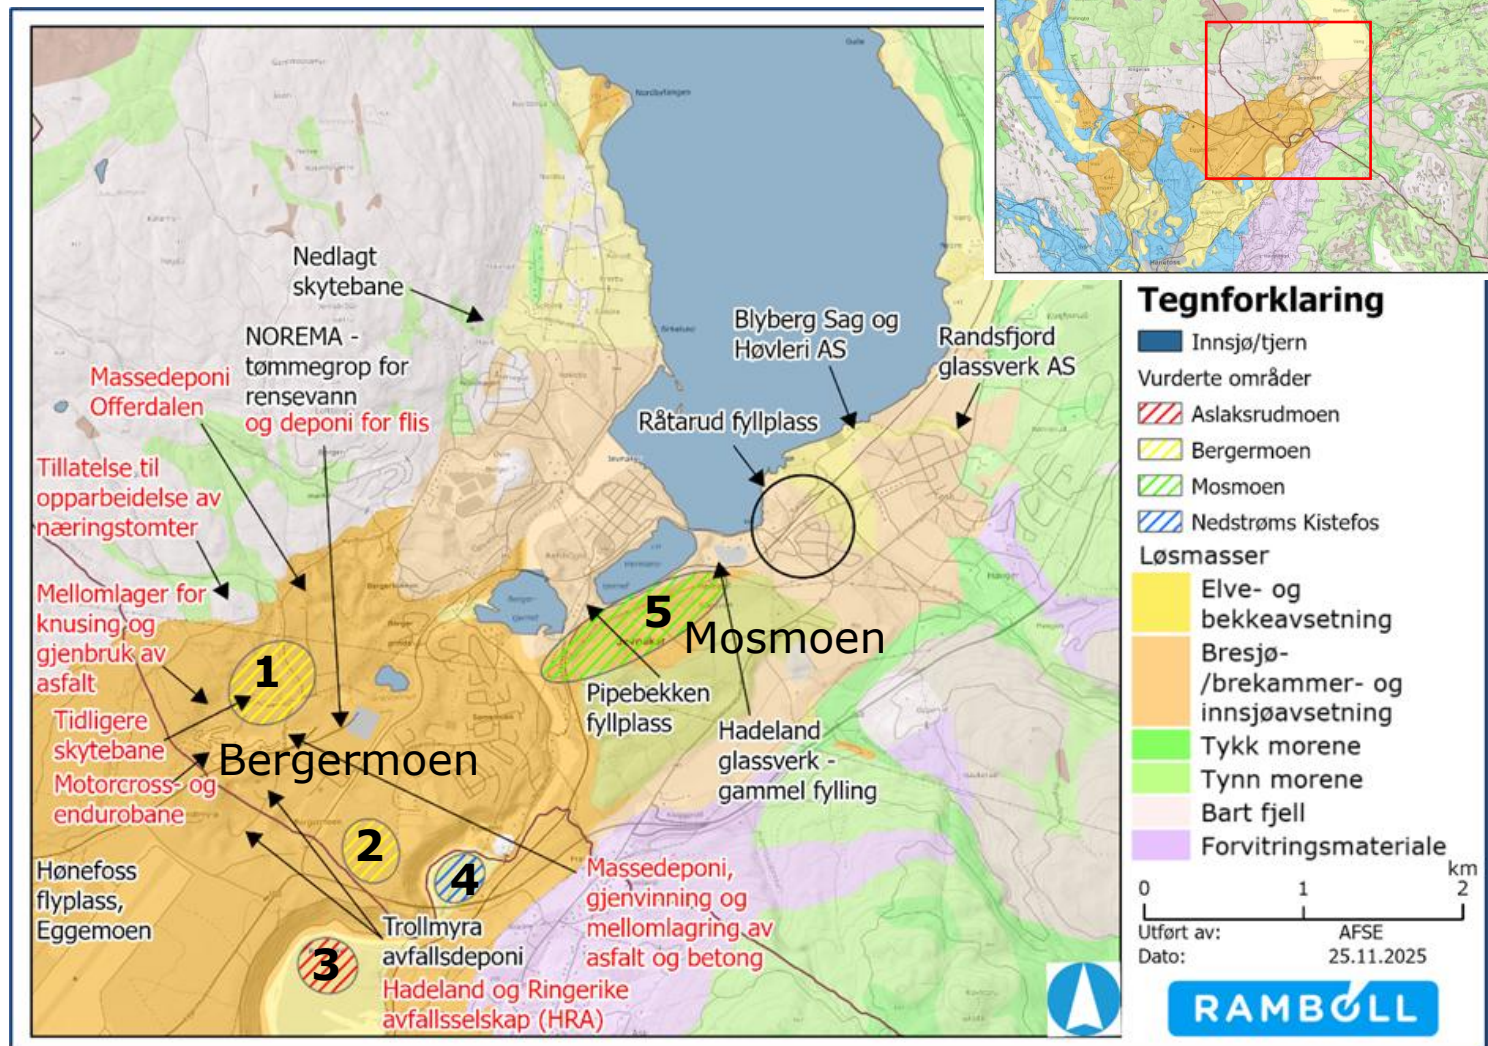 Nedlagt
skytebane
NOREMA -
tømmegrop for
rensevann
og deponi for flis
Massedeponi
Offerdalen
Tillatelse til
opparbeidelse av
næringstomter
Mellomlager for
knusing og
gjenbruk av
asfalt
Tidligere
skytebane
Motorcross- og
endurobane
Hønefoss
flyplass,
Eggemoen
Blyberg Sag og
Høvleri AS
Randsfjord
glassverk AS
Råtarud fyllplass
1
2
3
4
5
Bergermoen
Mosmoen
Pipebekken
fyllplass
Hadeland
glassverk -
gammel fylling
Trollmyra
avfallsdeponi
Hadeland og Ringerike
avfallsselskap (HRA)
Massedeponi,
gjenvinning og
mellomlagring av
asfalt og betong
Tegnforklaring
Innsjø/tjern
Vurderte områder
Aslaksrudmoen
Bergermoen
Mosmoen
Nedstrøms Kistefos
Løsmasser
Elve- og
bekkeavsetning
Bresjø-
/brekammer- og
innsjøavsetning
Tykk morene
Tynn morene
Bart fjell
Forvitringsmateriale
km
0 1 2
Utført av: AFSE
Dato: 25.11.2025
RAMBOLL